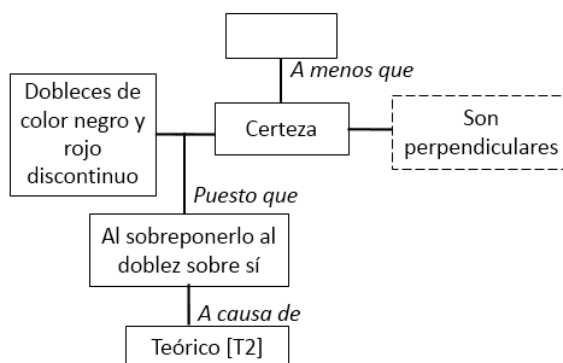 A menos que
Dobleces de
color negro y
rojo
discontinuo
Certeza
Son
perpendiculares
Puesto que
Al sobreponerlo al
doblez sobre sí
A causa de
Teórico [T2]